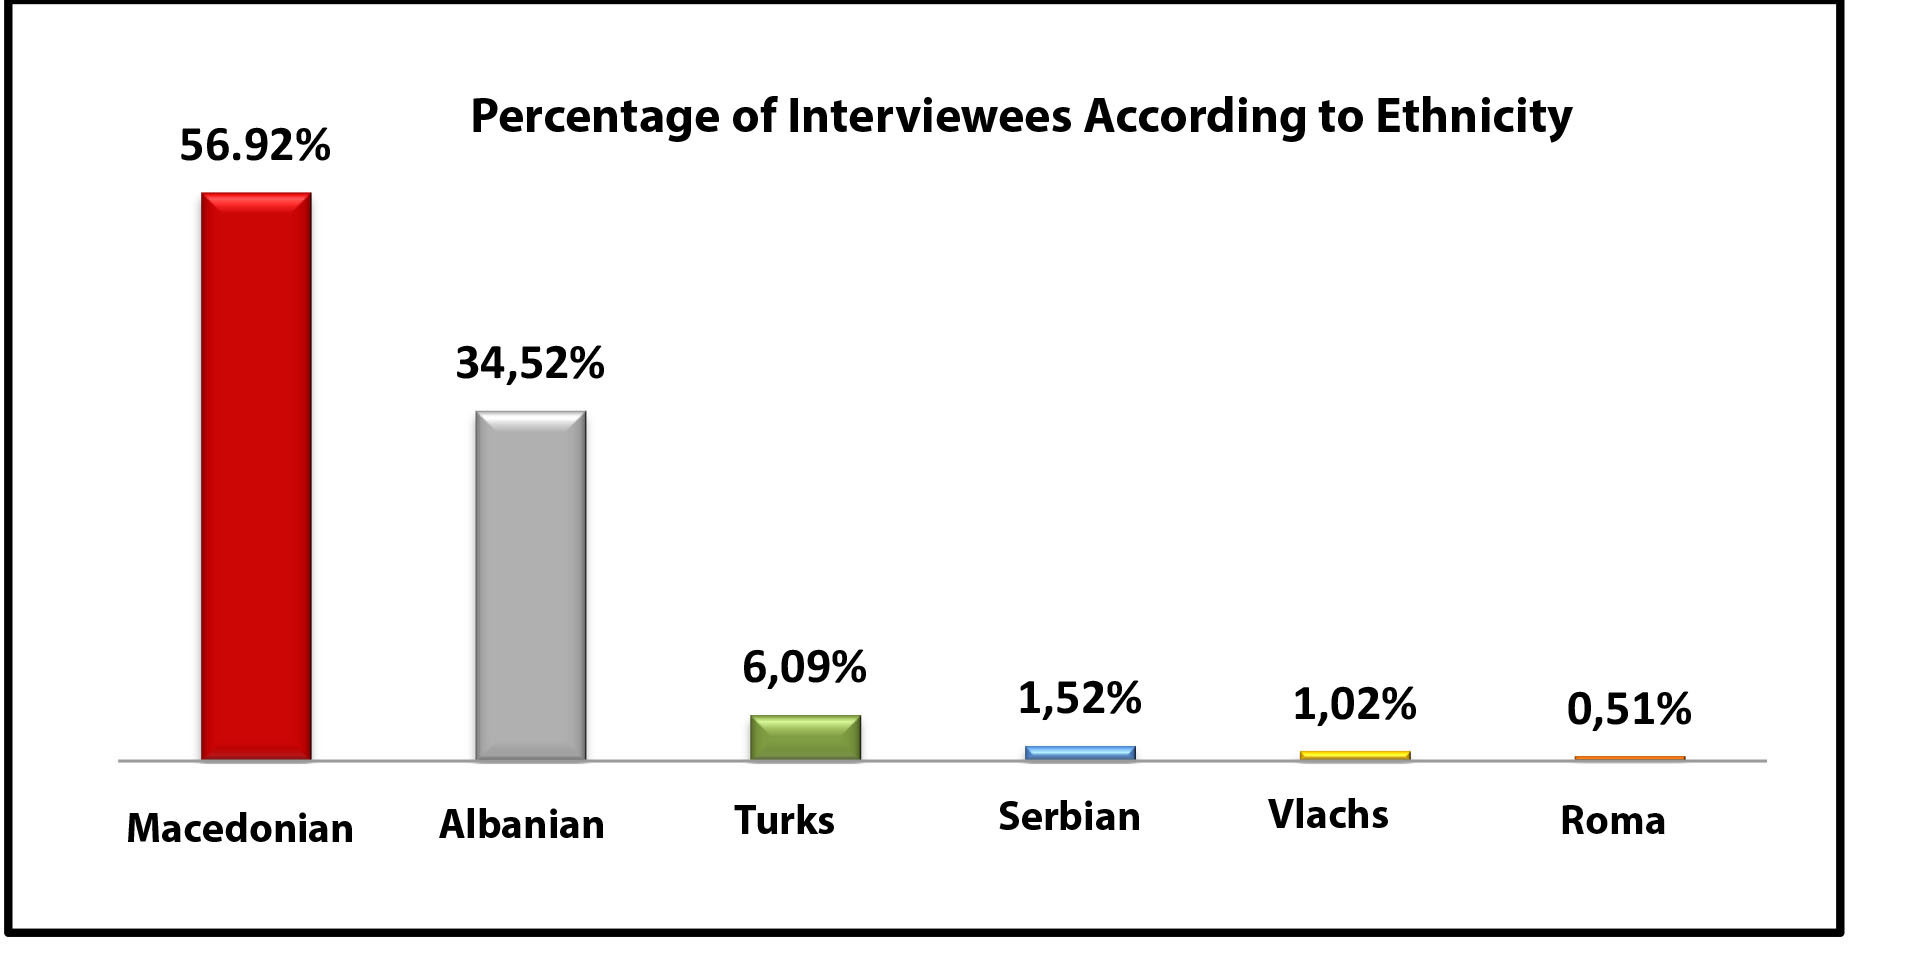 Percentage of Interviewees According to Ethnicity
56.92%
34,52%
6,09%
1,52%
1,02%
0,51%
Macedonian
Albanian
Turks
Serbian
Vlachs
Roma